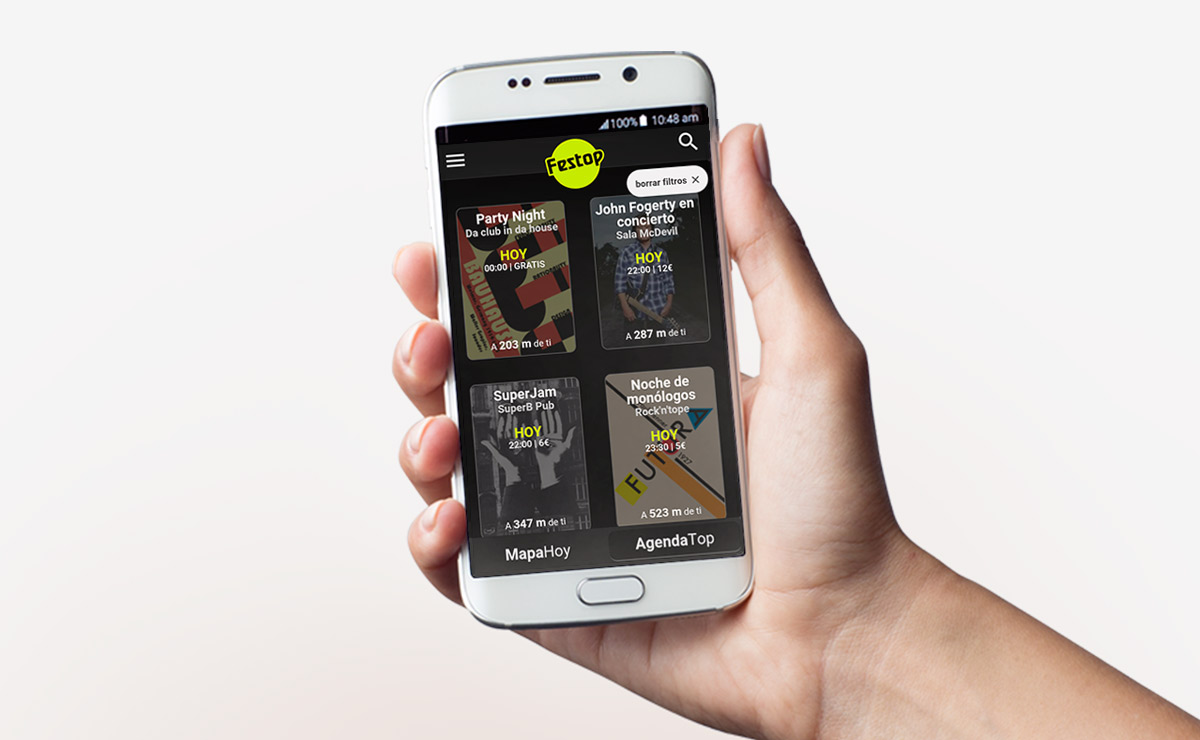 100% 10:48 am
Festop
borrar filtros ✕
Party Night
Da club in da house
HOY
00:00 | GRATIS
BAUHAUS
A 203 m de ti
John Fogerty en
concierto
Sala McDevil
HOY
22:00 | 12€
A 287 m de ti
SuperJam
SuperB Pub
HOY
22:00 | 6€
A 347 m de ti
Noche de
monólogos
Rock'n'tope
HOY
23:30 | 5€
FUTURA
1927
A 523 m de ti
MapaHoy
AgendaTop